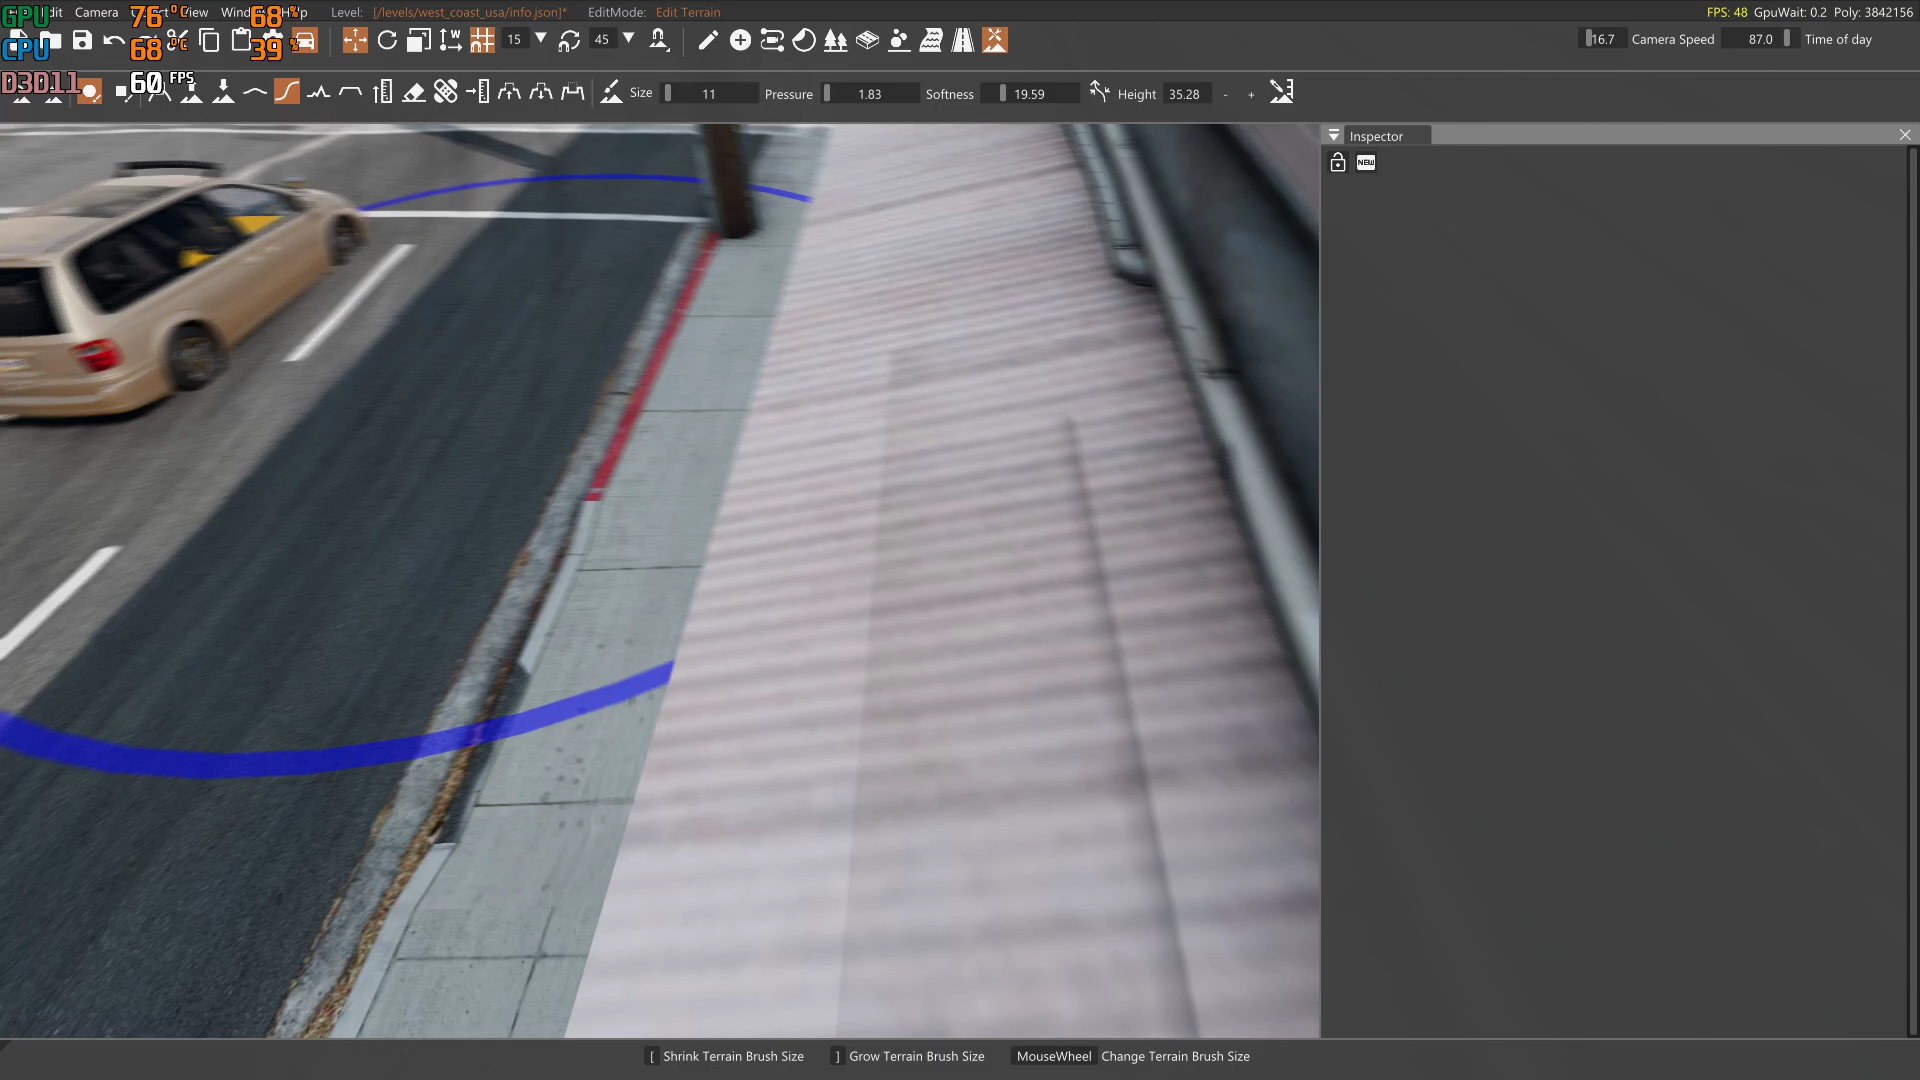 GPU 76 °C 68 %
CPU 68 °C 39 %
D3D11 60 FPS
Camera View Help
Level: [/levels/west_coast_usa/info.json]*
EditMode: Edit Terrain
FPS: 48 GpuWait: 0.2 Poly: 3842156
15 45
16.7 Camera Speed 87.0 Time of day
Size 11 Pressure 1.83 Softness 19.59 Height 35.28 - +
Inspector
NEW
[ Shrink Terrain Brush Size ] Grow Terrain Brush Size MouseWheel Change Terrain Brush Size